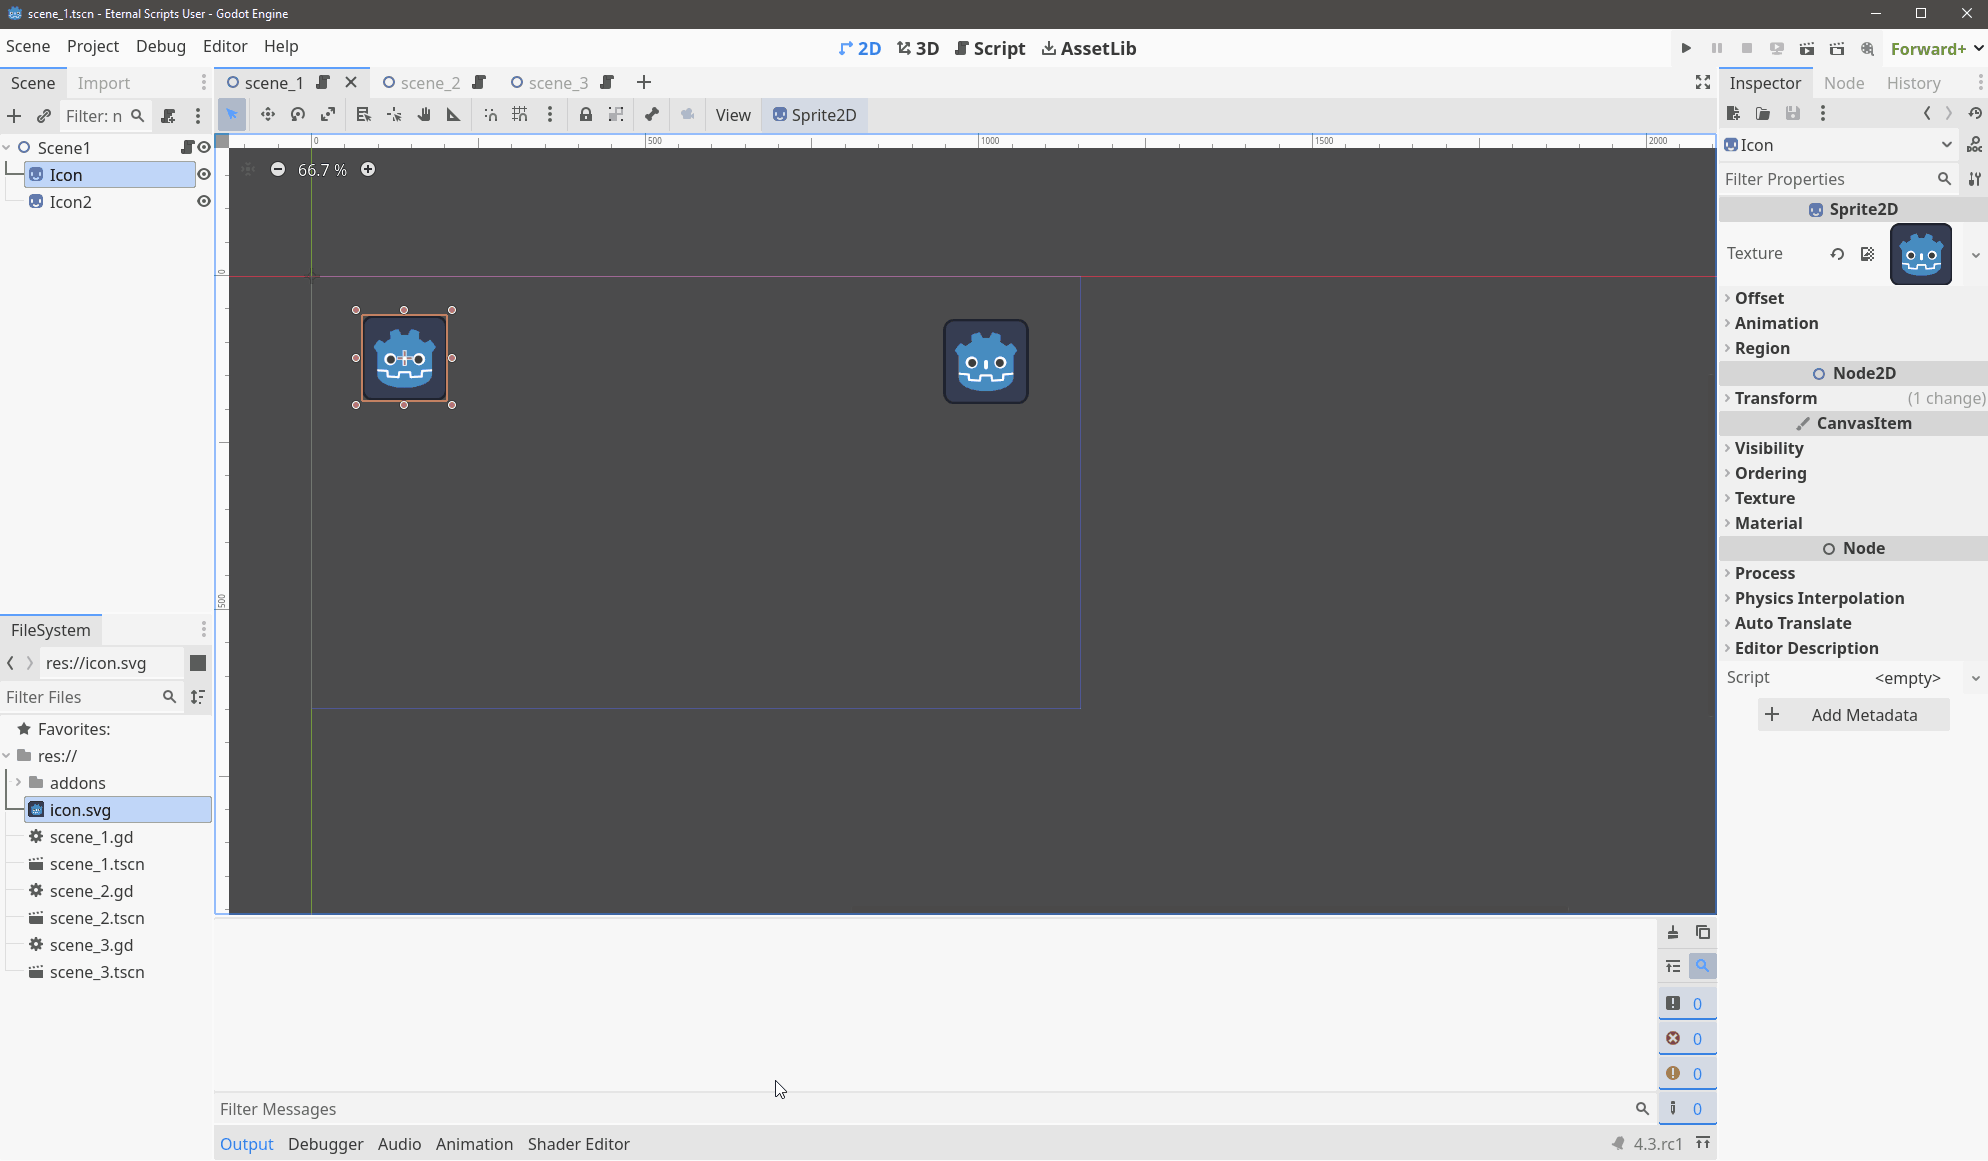 scene_1.tscn - Eternal Scripts User - Godot Engine
Scene Project Debug Editor Help
2D 3D Script AssetLib
Forward+
Scene Import
scene_1 scene_2 scene_3
Inspector Node History
Filter: n
View Sprite2D
0 500 1000 1500 2000
Scene1
Icon
Icon2
66.7 %
0
500
Icon
Filter Properties
Sprite2D
Texture
Offset
Animation
Region
Node2D
Transform (1 change)
CanvasItem
Visibility
Ordering
Texture
Material
Node
Process
Physics Interpolation
Auto Translate
Editor Description
Script <empty>
Add Metadata
FileSystem
res://icon.svg
Filter Files
Favorites:
res://
addons
icon.svg
scene_1.gd
scene_1.tscn
scene_2.gd
scene_2.tscn
scene_3.gd
scene_3.tscn
0
0
0
0
Filter Messages
Output Debugger Audio Animation Shader Editor
4.3.rc1